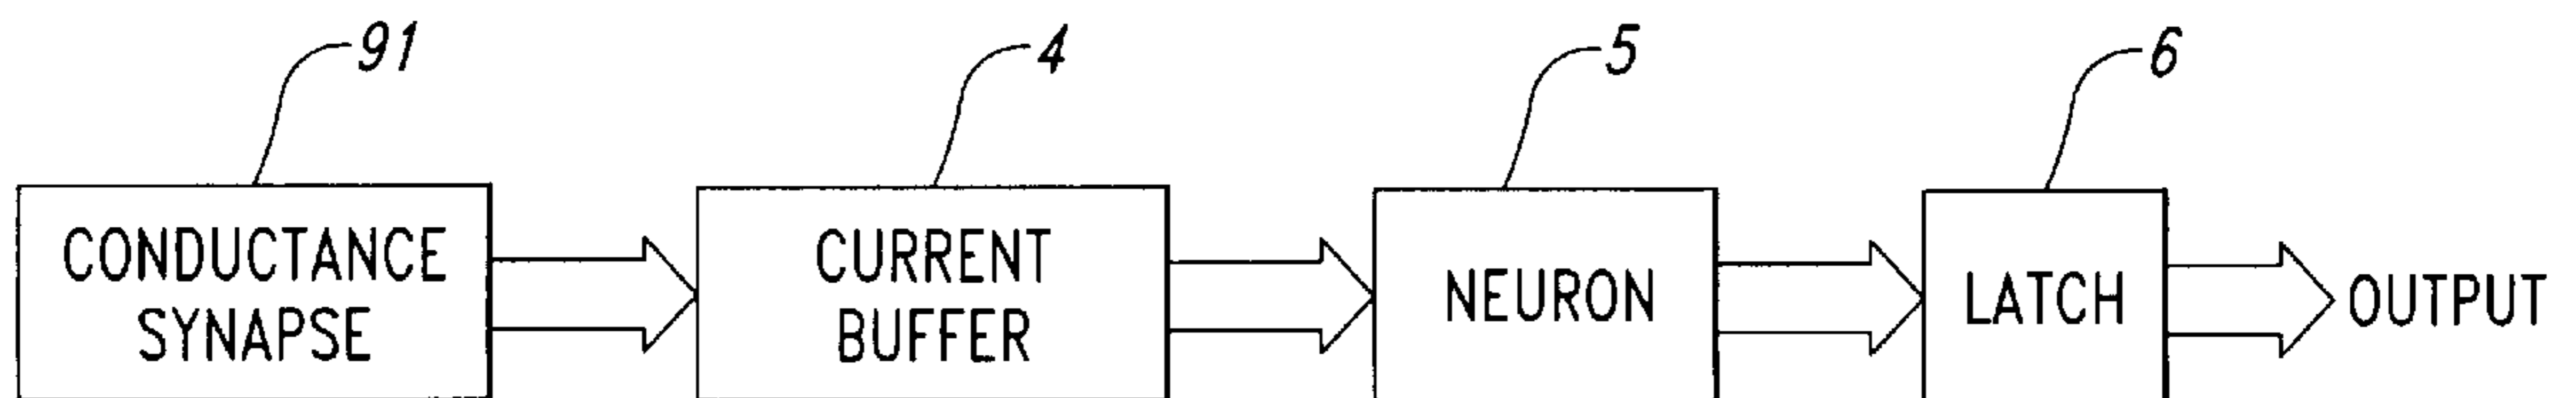 91
4
5
6
CONDUCTANCE
SYNAPSE
CURRENT
BUFFER
NEURON
LATCH
OUTPUT